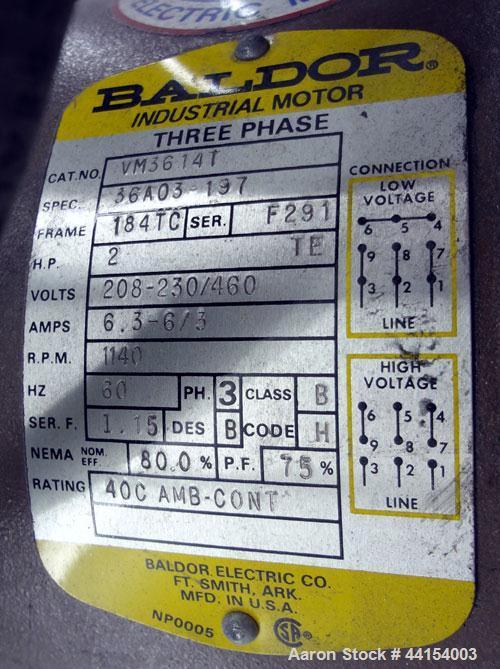 ELECTRIC
BALDOR®
INDUSTRIAL MOTOR
THREE PHASE
CAT.NO. VM3614T
SPEC. 36A03-197
FRAME 184TC SER. F291
H.P. 2 TE
VOLTS 208-230/460
AMPS 6.3-6/3
R.P.M. 1140
HZ 60 PH. 3 CLASS B
SER. F. 1.15 DES B CODE H
NEMA NOM. EFF. 80.0 % P.F. 75 %
RATING 40C AMB-CONT
CONNECTION
LOW
VOLTAGE
6 5 4
9 8 7
3 2 1
LINE
HIGH
VOLTAGE
6 5 4
9 8 7
3 2 1
LINE
BALDOR ELECTRIC CO.
FT. SMITH, ARK.
MFD. IN U.S.A.
NP0005 SA
Aaron Stock # 44154003